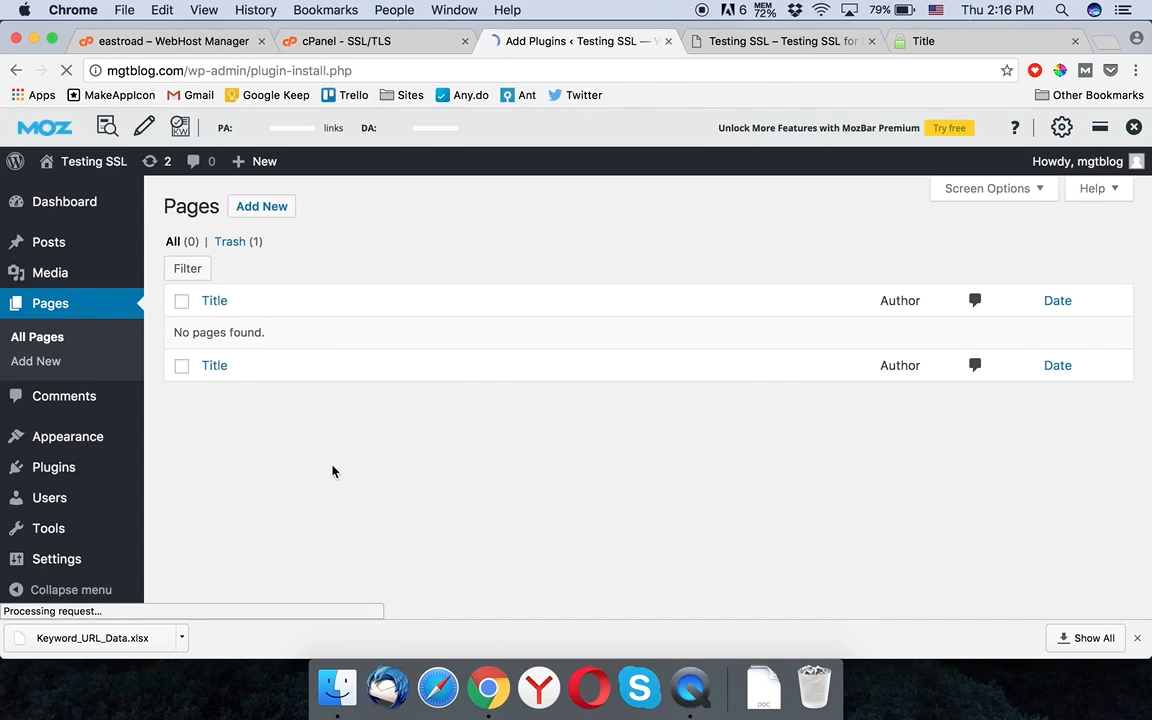 Chrome File Edit View History Bookmarks People Window Help 6 MEM 72% 79% Thu 2:16 PM
eastroad – WebHost Manager cPanel - SSL/TLS Add Plugins ‹ Testing SSL — Testing SSL – Testing SSL for Title
mgtblog.com/wp-admin/plugin-install.php
Apps MakeAppIcon Gmail Google Keep Trello Sites Any.do Ant Twitter Other Bookmarks
MOZ KW PA: links DA: Unlock More Features with MozBar Premium Try free ?
Testing SSL 2 0 New Howdy, mgtblog
Screen Options Help
Dashboard
Posts
Media
Pages
All Pages
Add New
Comments
Appearance
Plugins
Users
Tools
Settings
Collapse menu
Pages Add New
All (0) | Trash (1)
Filter
Title Author Date
No pages found.
Title Author Date
Processing request...
Keyword_URL_Data.xlsx Show All
DOC